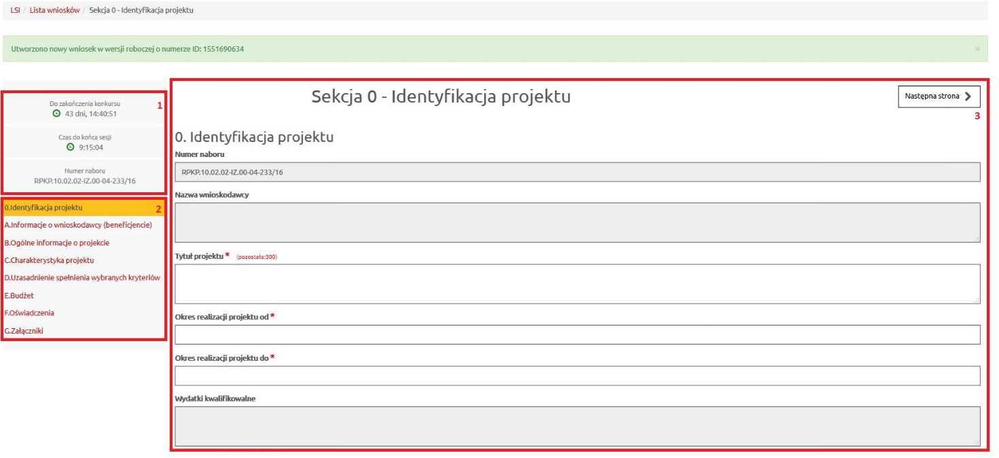 LSI / Lista wniosków / Sekcja 0 - Identyfikacja projektu
Utworzono nowy wniosek w wersji roboczej o numerze ID: 1551690634 ×
Do zakończenia konkursu
1
43 dni, 14:40:51
Czas do końca sesji
9:15:04
Numer naboru
RPKP.10.02.02-IZ.00-04-233/16
0.Identyfikacja projektu
2
A.Informacje o wnioskodawcy (beneficjencie)
B.Ogólne informacje o projekcie
C.Charakterystyka projektu
D.Uzasadnienie spełnienia wybranych kryteriów
E.Budżet
F.Oświadczenia
G.Załączniki
Sekcja 0 - Identyfikacja projektu
Następna strona
3
0. Identyfikacja projektu
Numer naboru
RPKP.10.02.02-IZ.00-04-233/16
Nazwa wnioskodawcy
Tytuł projektu * (pozostało:300)
Okres realizacji projektu od *
Okres realizacji projektu do *
Wydatki kwalifikowalne